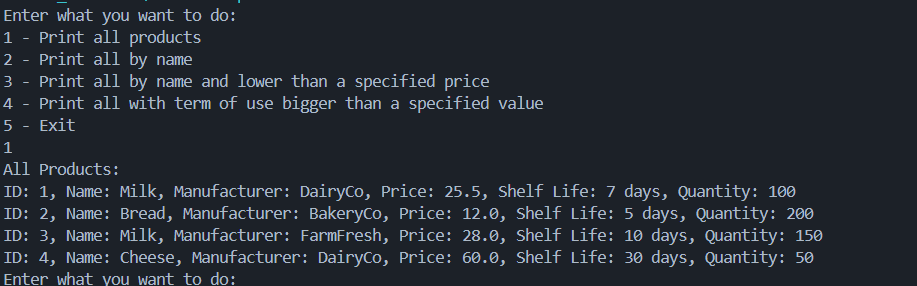 Enter what you want to do:
1 - Print all products
2 - Print all by name
3 - Print all by name and lower than a specified price
4 - Print all with term of use bigger than a specified value
5 - Exit
1
All Products:
ID: 1, Name: Milk, Manufacturer: DairyCo, Price: 25.5, Shelf Life: 7 days, Quantity: 100
ID: 2, Name: Bread, Manufacturer: BakeryCo, Price: 12.0, Shelf Life: 5 days, Quantity: 200
ID: 3, Name: Milk, Manufacturer: FarmFresh, Price: 28.0, Shelf Life: 10 days, Quantity: 150
ID: 4, Name: Cheese, Manufacturer: DairyCo, Price: 60.0, Shelf Life: 30 days, Quantity: 50
Enter what you want to do: